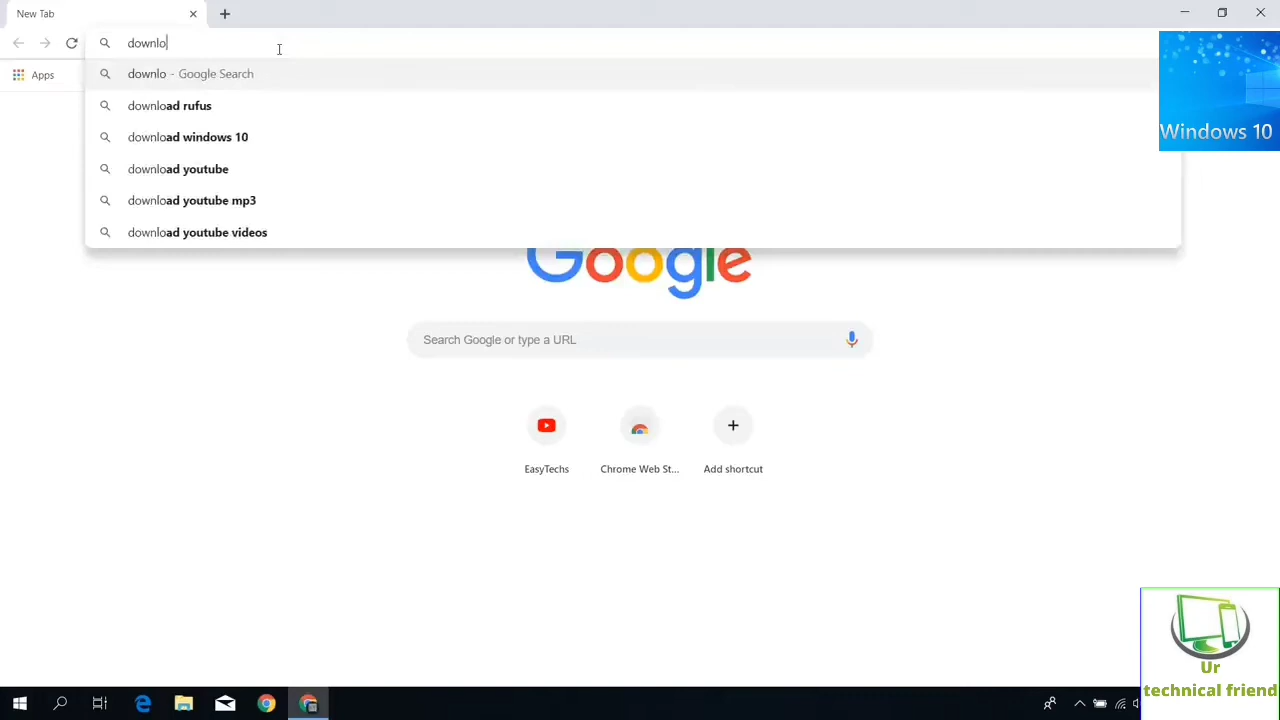 New Tab
downlo
downlo - Google Search
download rufus
download windows 10
download youtube
download youtube mp3
download youtube videos
Apps
Windows 10
Google
Search Google or type a URL
EasyTechs
Chrome Web St...
Add shortcut
Ur
technical friend